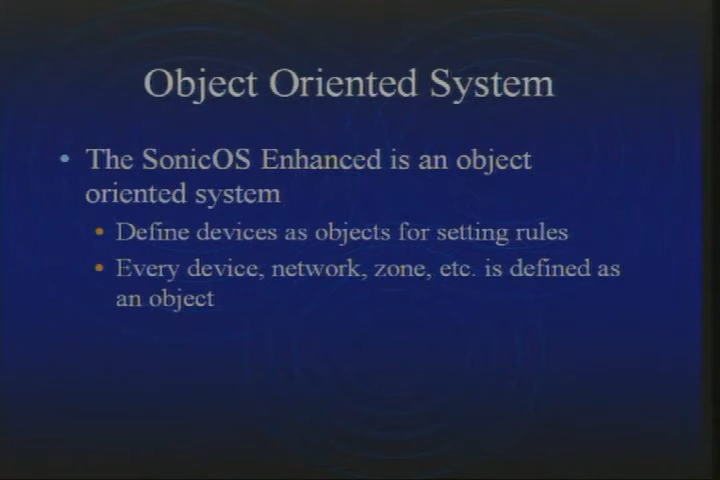 Object Oriented System
• The SonicOS Enhanced is an object
oriented system
• Define devices as objects for setting rules
• Every device, network, zone, etc. is defined as
an object